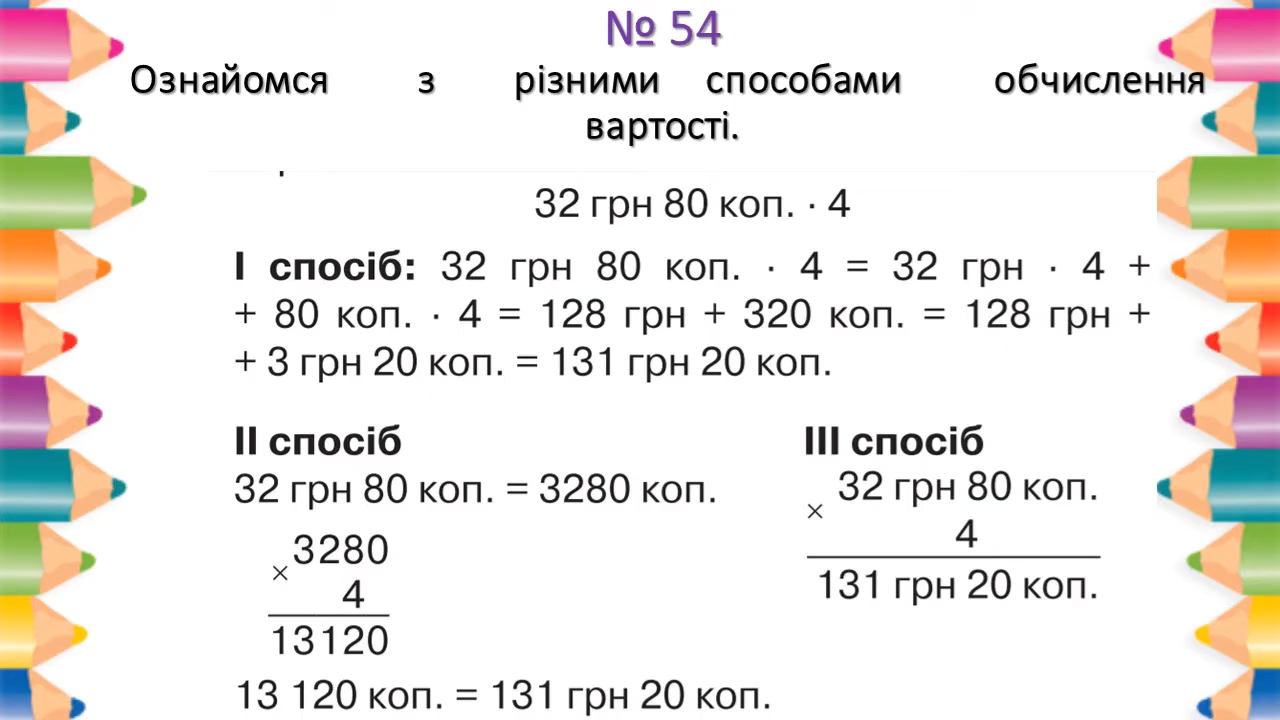 № 54
Ознайомся з різними способами обчислення
вартості.
32 грн 80 коп. · 4
І спосіб: 32 грн 80 коп. · 4 = 32 грн · 4 +
+ 80 коп. · 4 = 128 грн + 320 коп. = 128 грн +
+ 3 грн 20 коп. = 131 грн 20 коп.
ІІ спосіб
32 грн 80 коп. = 3280 коп.
× 3280
4
13120
13 120 коп. = 131 грн 20 коп.
ІІІ спосіб
× 32 грн 80 коп.
4
131 грн 20 коп.